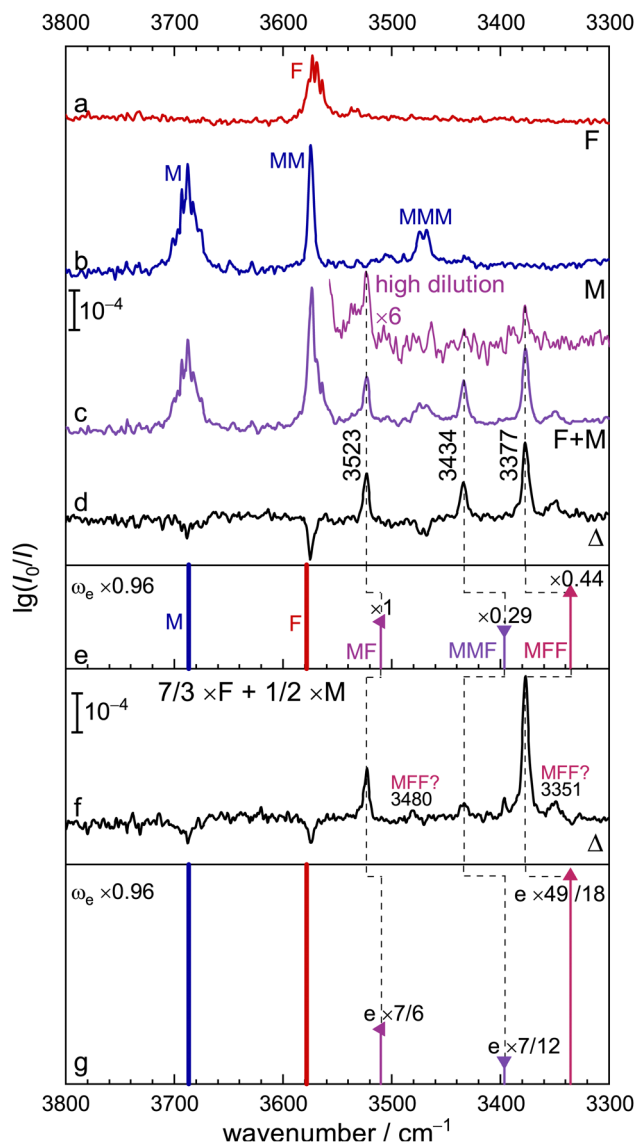 3800 3700 3600 3500 3400 3300
F
a
F
MM
M
MMM
b
M
10⁻⁴
high dilution
×6
c
F+M
3523
3434
3377
d
Δ
lg(I₀/I)
ωₑ ×0.96
×0.44
×1
×0.29
M
F
MF
MMF
MFF
e
7/3 ×F + 1/2 ×M
10⁻⁴
MFF?
3480
MFF?
3351
f
Δ
ωₑ ×0.96
e ×49/18
e ×7/6
e ×7/12
g
3800 3700 3600 3500 3400 3300
wavenumber / cm⁻¹